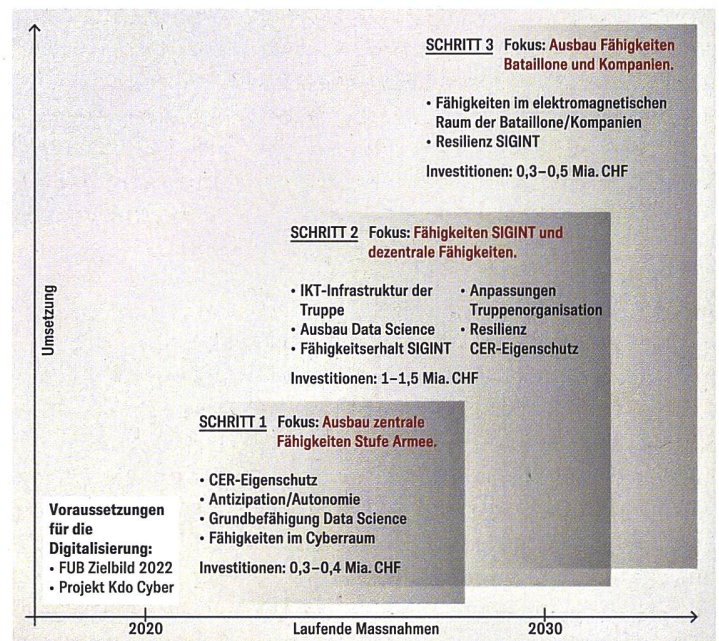 SCHRITT 3 Fokus: Ausbau Fähigkeiten
Bataillone und Kompanien.
• Fähigkeiten im elektromagnetischen
Raum der Bataillone/Kompanien
• Resilienz SIGINT
Investitionen: 0,3–0,5 Mia. CHF
SCHRITT 2 Fokus: Fähigkeiten SIGINT und
dezentrale Fähigkeiten.
• IKT-Infrastruktur der
Truppe
• Ausbau Data Science
• Fähigkeitserhalt SIGINT
• Anpassungen
Truppenorganisation
• Resilienz
CER-Eigenschutz
Investitionen: 1–1,5 Mia. CHF
SCHRITT 1 Fokus: Ausbau zentrale
Fähigkeiten Stufe Armee.
• CER-Eigenschutz
• Antizipation/Autonomie
• Grundbefähigung Data Science
• Fähigkeiten im Cyberraum
Investitionen: 0,3–0,4 Mia. CHF
Voraussetzungen
für die
Digitalisierung:
• FUB Zielbild 2022
• Projekt Kdo Cyber
Umsetzung
2020 Laufende Massnahmen 2030